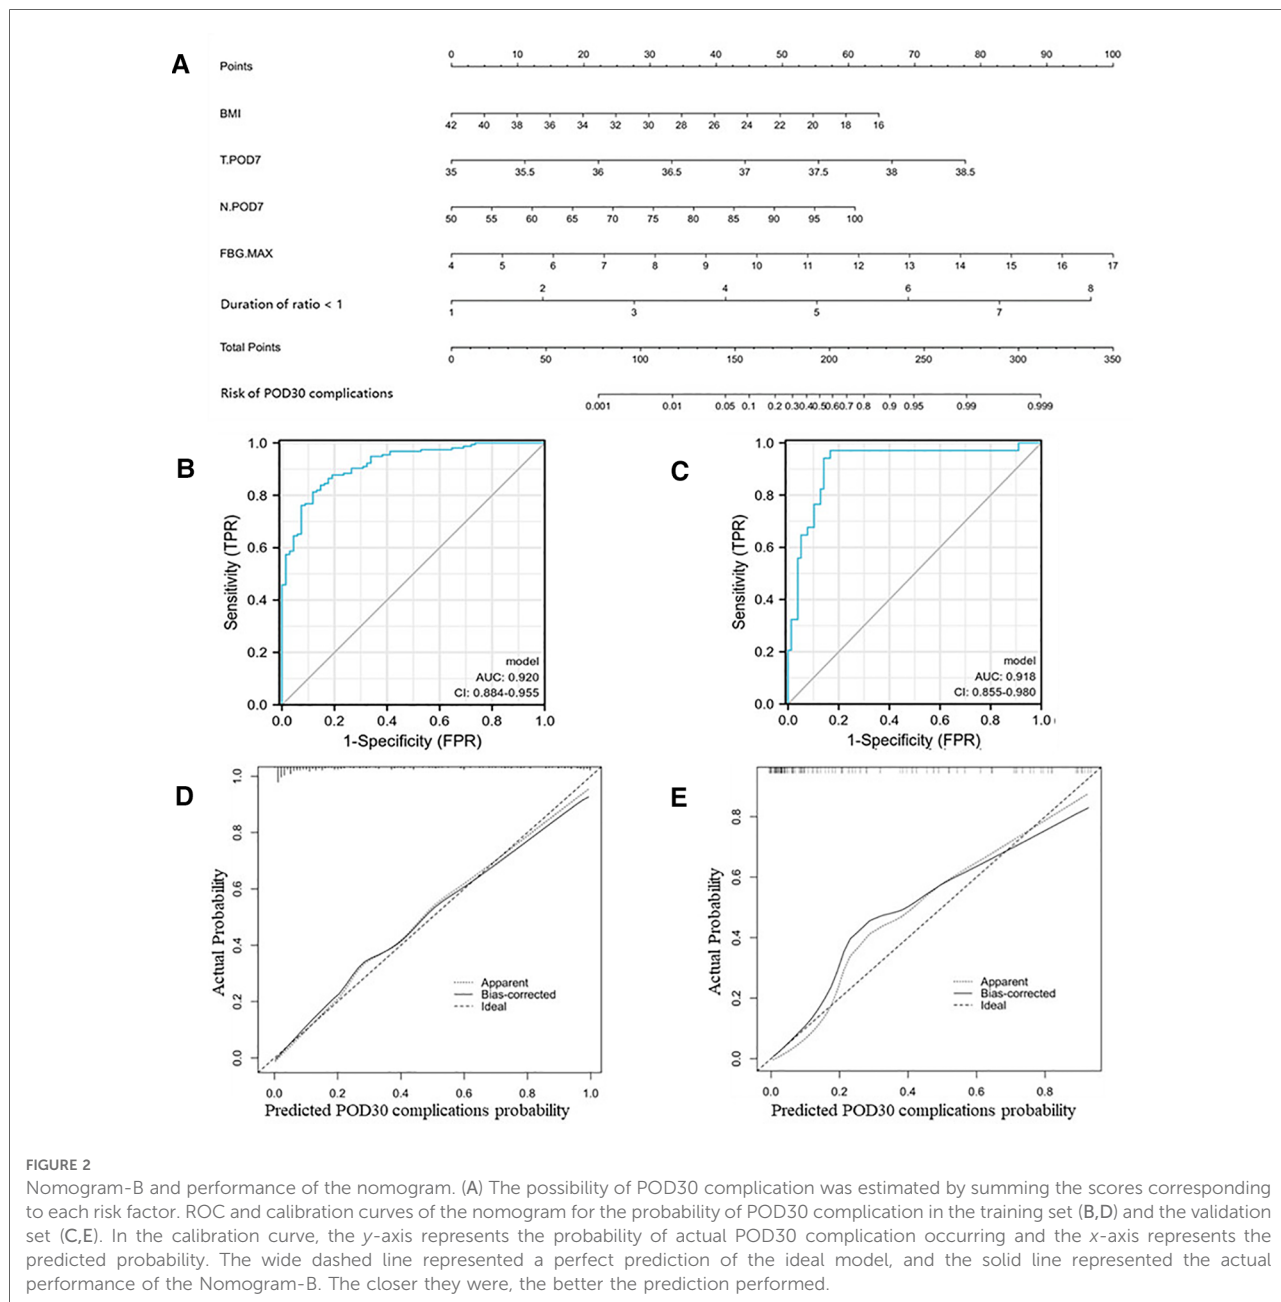 A
Points
0 10 20 30 40 50 60 70 80 90 100
BMI
42 40 38 36 34 32 30 28 26 24 22 20 18 16
T.POD7
35 35.5 36 36.5 37 37.5 38 38.5
N.POD7
50 55 60 65 70 75 80 85 90 95 100
FBG.MAX
4 5 6 7 8 9 10 11 12 13 14 15 16 17
2 4 6 8
Duration of ratio < 1
1 3 5 7
Total Points
0 50 100 150 200 250 300 350
Risk of POD30 complications
0.001 0.01 0.05 0.1 0.2 0.30.40.50.60.7 0.8 0.9 0.95 0.99 0.999
B
1.0
0.8
0.6
0.4
0.2
0.0
Sensitivity (TPR)
model
AUC: 0.920
CI: 0.884-0.955
0.0 0.2 0.4 0.6 0.8 1.0
1-Specificity (FPR)
C
1.0
0.8
0.6
0.4
0.2
0.0
Sensitivity (TPR)
model
AUC: 0.918
CI: 0.855-0.980
0.0 0.2 0.4 0.6 0.8 1.0
1-Specificity (FPR)
D
1.0
0.8
0.6
0.4
0.2
0.0
Actual Probability
Apparent
Bias-corrected
Ideal
0.0 0.2 0.4 0.6 0.8 1.0
Predicted POD30 complications probability
E
0.8
0.6
0.4
0.2
0.0
Actual Probability
Apparent
Bias-corrected
Ideal
0.0 0.2 0.4 0.6 0.8
Predicted POD30 complications probability
FIGURE 2
Nomogram-B and performance of the nomogram. (A) The possibility of POD30 complication was estimated by summing the scores corresponding
to each risk factor. ROC and calibration curves of the nomogram for the probability of POD30 complication in the training set (B,D) and the validation
set (C,E). In the calibration curve, the y-axis represents the probability of actual POD30 complication occurring and the x-axis represents the
predicted probability. The wide dashed line represented a perfect prediction of the ideal model, and the solid line represented the actual
performance of the Nomogram-B. The closer they were, the better the prediction performed.